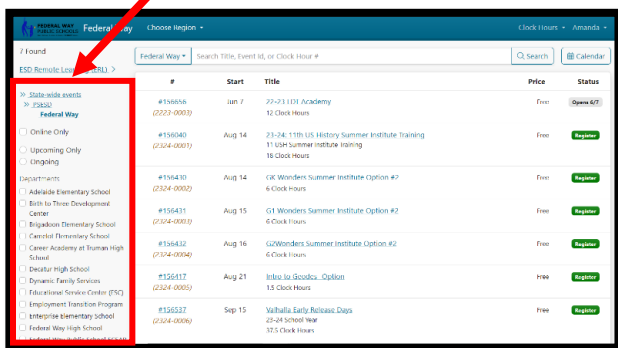 FEDERAL WAY
PUBLIC SCHOOLS
Federal Way
Choose Region
Clock Hours
Amanda
7 Found
Federal Way
Search Title, Event Id, or Clock Hour #
Search
Calendar
ESD Remote Learning (ERL) >
# Start Title Price Status
>> State-wide events
>> PSESD
Federal Way
Online Only
Upcoming Only
Ongoing
Departments
Adelaide Elementary School
Birth to Three Development
Center
Brigadoon Elementary School
Camelot Elementary School
Career Academy at Truman High
School
Decatur High School
Dynamic Family Services
Educational Service Center (ESC)
Employment Transition Program
Enterprise Elementary School
Federal Way High School
#156656 Jun 7 22-23 EDT Academy Free Opens 6/7
(2223-0003) 12 Clock Hours
#156040 Aug 14 23-24: 11th US History Summer Institute Training Free Register
(2324-0001) 11 USH Summer Institute Training
18 Clock Hours
#156430 Aug 14 GK Wonders Summer Institute Option #2 Free Register
(2324-0002) 6 Clock Hours
#156431 Aug 15 G1 Wonders Summer Institute Option #2 Free Register
(2324-0003) 6 Clock Hours
#156432 Aug 16 G2Wonders Summer Institute Option #2 Free Register
(2324-0004) 6 Clock Hours
#156417 Aug 21 Intro to Geodes Option Free Register
(2324-0005) 1.5 Clock Hours
#156537 Sep 15 Valhalla Early Release Days Free Register
(2324-0006) 23-24 School Year
37.5 Clock Hours